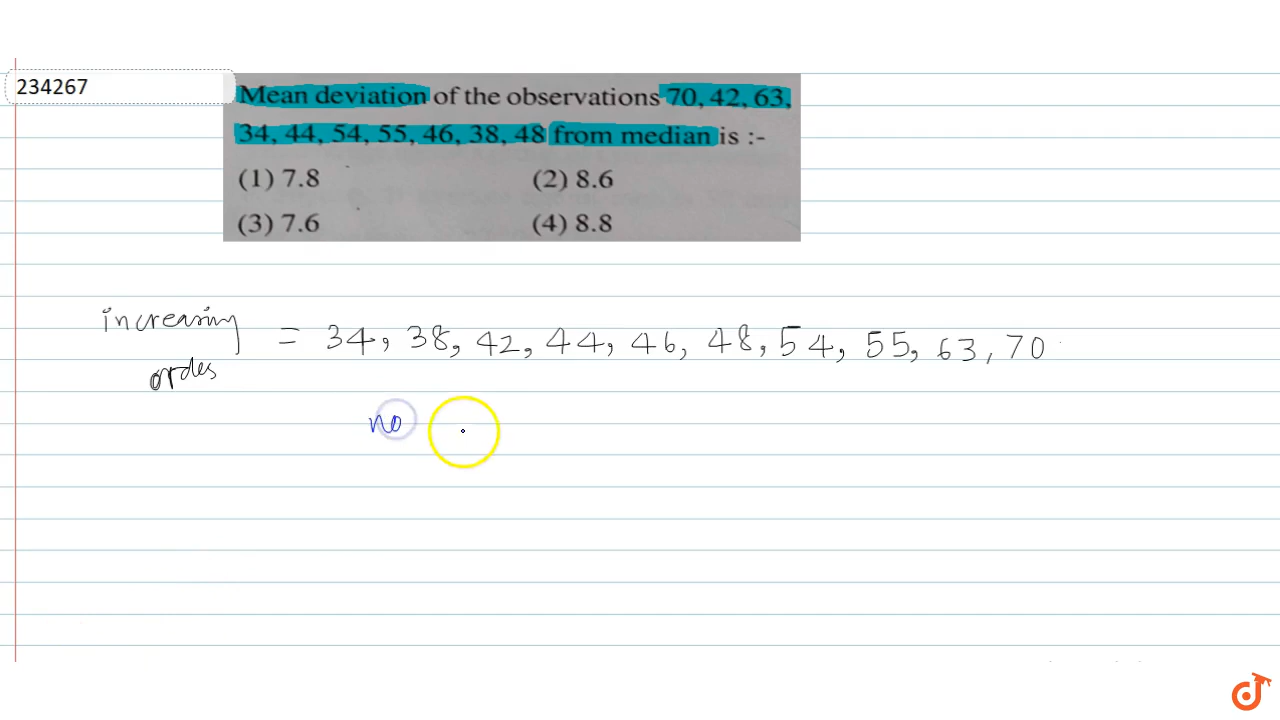 234267
Mean deviation of the observations 70, 42, 63,
34, 44, 54, 55, 46, 38, 48 from median is :-
(1) 7.8 (2) 8.6
(3) 7.6 (4) 8.8
increasing = 34, 38, 42, 44, 46, 48, 54, 55, 63, 70
order
no